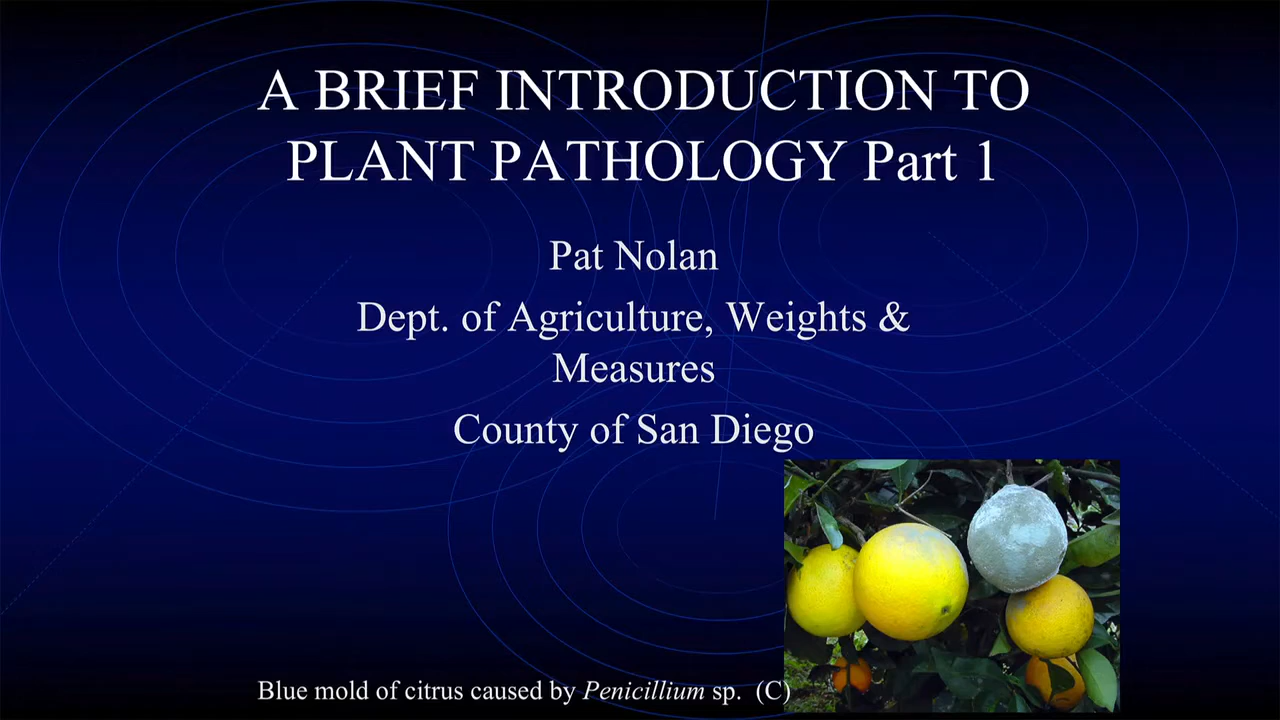 A BRIEF INTRODUCTION TO
PLANT PATHOLOGY Part 1
Pat Nolan
Dept. of Agriculture, Weights &
Measures
County of San Diego
Blue mold of citrus caused by Penicillium sp. (C)